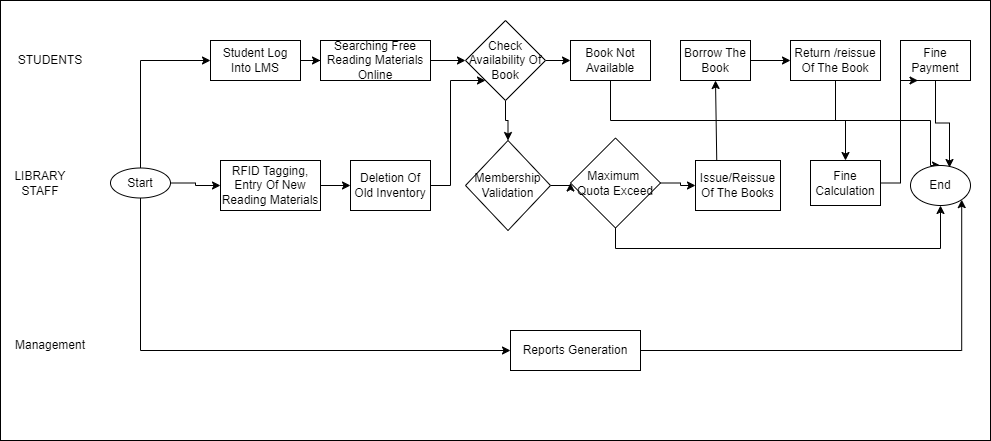 STUDENTS
Student Log
Into LMS
Searching Free
Reading Materials
Online
Check
Availability Of
Book
Book Not
Available
Borrow The
Book
Return /reissue
Of The Book
Fine
Payment
LIBRARY
STAFF
Start
RFID Tagging,
Entry Of New
Reading Materials
Deletion Of
Old Inventory
Membership
Validation
Maximum
Quota Exceed
Issue/Reissue
Of The Books
Fine
Calculation
End
Management
Reports Generation